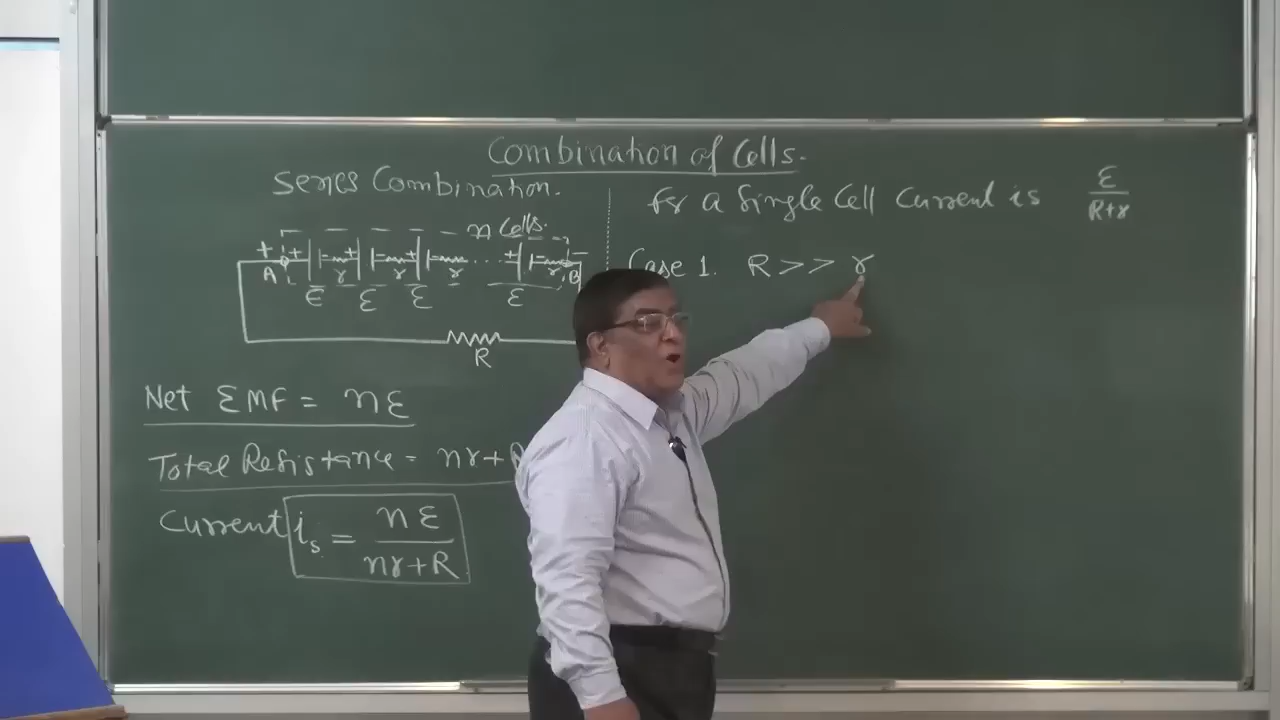 Combination of Cells.
Series Combination.
n Cells.
+ + + + + −
A r r r r B
ε ε ε ε
R
Net EMF = nε
Total Resistance = nr+
Current i_s = nε / nr+R
For a Single Cell Current is ε / R+r
Case 1. R >> r